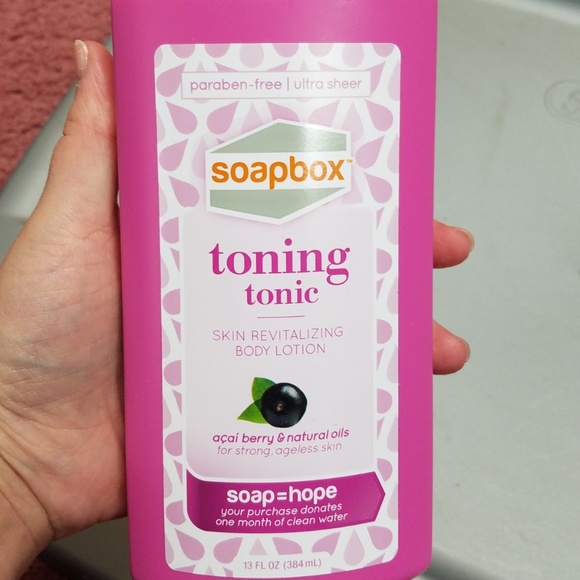 paraben-free | ultra sheer
soapbox™
toning
tonic
SKIN REVITALIZING
BODY LOTION
açaí berry & natural oils
for strong, ageless skin
soap=hope
your purchase donates
one month of clean water
13 FL OZ (384 mL)